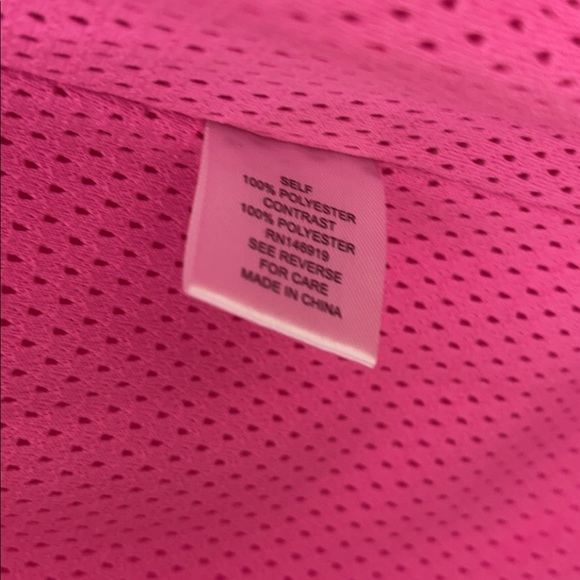 SELF
100% POLYESTER
CONTRAST
100% POLYESTER
RN146919
SEE REVERSE
FOR CARE
MADE IN CHINA